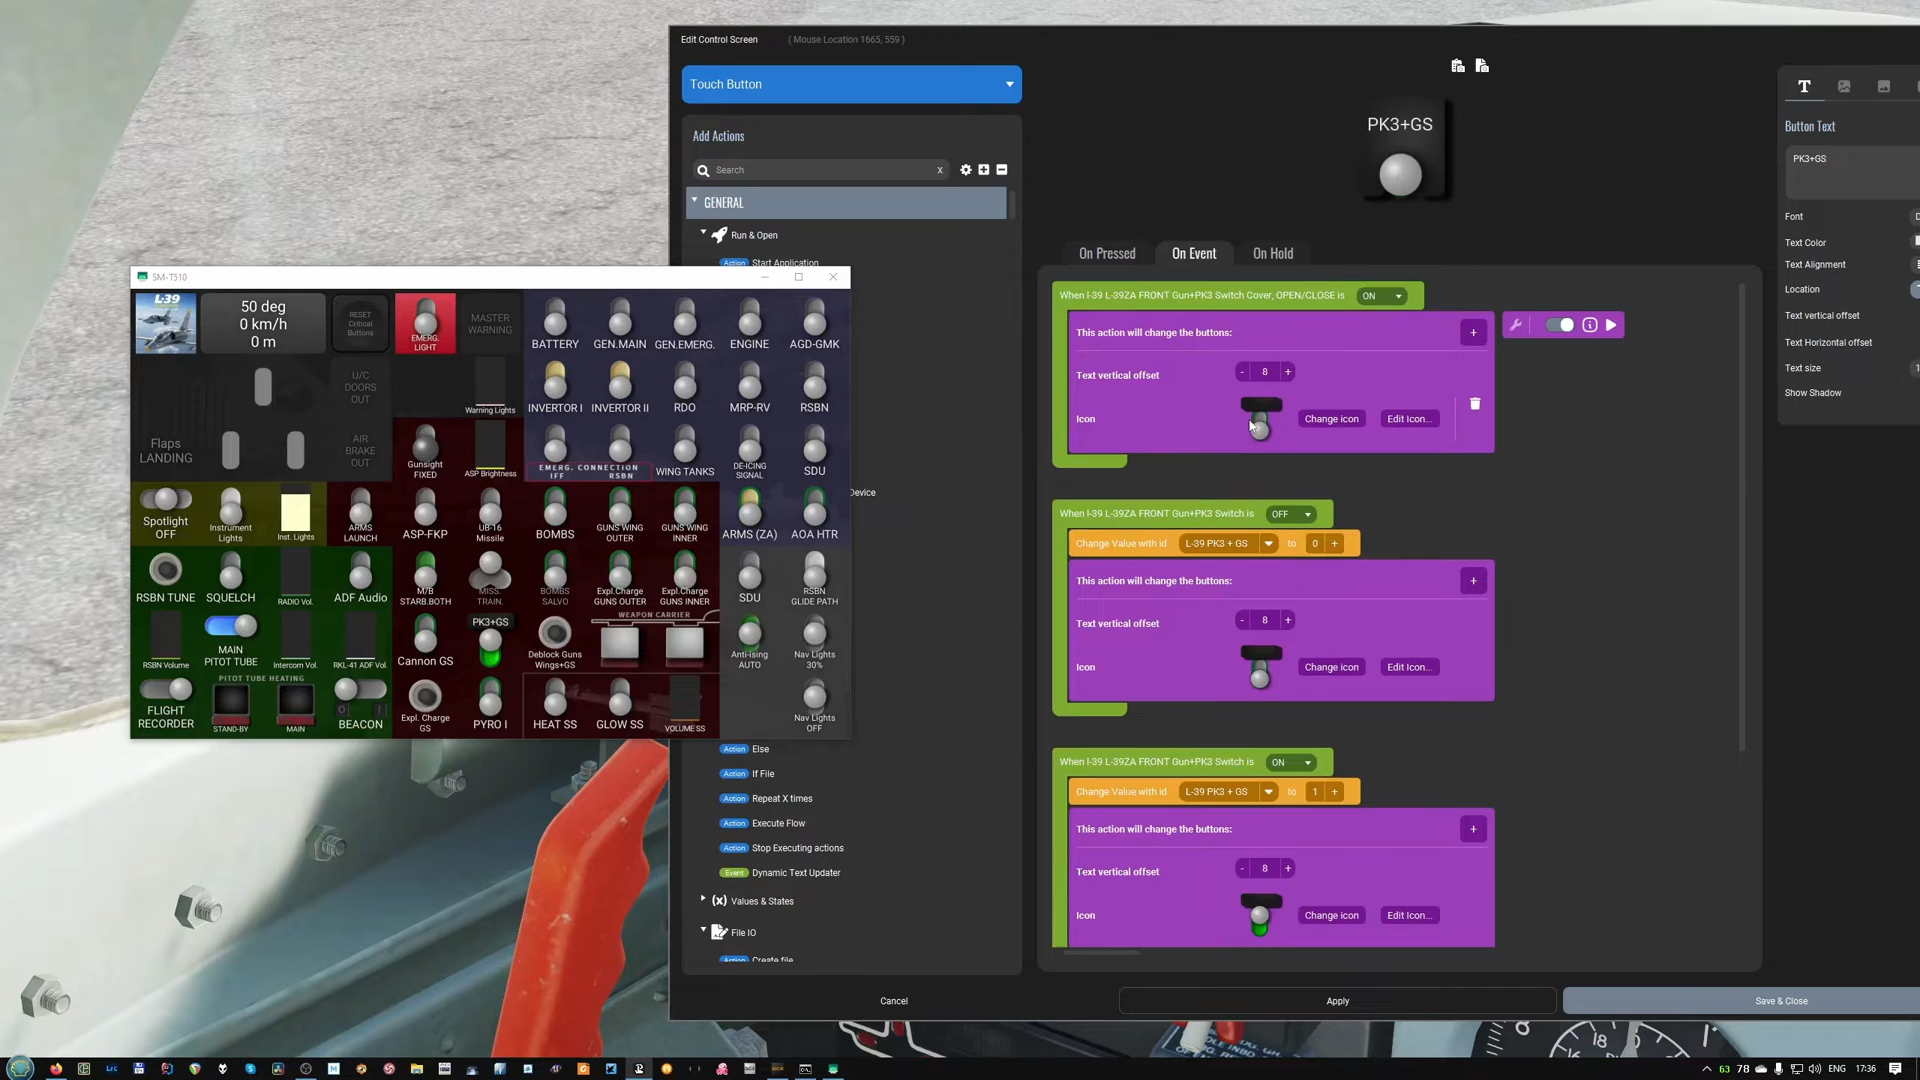 Edit Control Screen ( Mouse Location 1665, 559 )
Touch Button
Add Actions
Search x
GENERAL
Run & Open
Action Start Application
Device
Action Else
Action If File
Action Repeat X times
Action Execute Flow
Action Stop Executing actions
Event Dynamic Text Updater
(x) Values & States
File IO
Action Create file
PK3+GS
On Pressed On Event On Hold
When l-39 L-39ZA FRONT Gun+PK3 Switch Cover, OPEN/CLOSE is ON
This action will change the buttons: +
Text vertical offset - 8 +
Icon Change icon Edit Icon...
When l-39 L-39ZA FRONT Gun+PK3 Switch is OFF
Change Value with id L-39 PK3 + GS to 0 +
This action will change the buttons: +
Text vertical offset - 8 +
Icon Change icon Edit Icon...
When l-39 L-39ZA FRONT Gun+PK3 Switch is ON
Change Value with id L-39 PK3 + GS to 1 +
This action will change the buttons: +
Text vertical offset - 8 +
Icon Change icon Edit Icon...
T
Button Text
PK3+GS
Font
Text Color
Text Alignment
Location
Text vertical offset
Text Horizontal offset
Text size
Show Shadow
Cancel Apply Save & Close
SM-T510
L-39
50 deg
0 km/h
0 m
RESET
Critical
Buttons
EMERG.
LIGHT
MASTER
WARNING
BATTERY GEN.MAIN GEN.EMERG. ENGINE AGD-GMK
U/C
DOORS
OUT
Warning Lights
INVERTOR I INVERTOR II RDO MRP-RV RSBN
Flaps
LANDING
AIR
BRAKE
OUT
Gunsight
FIXED
ASP Brightness
EMERG. CONNECTION
IFF RSBN
WING TANKS
DE-ICING
SIGNAL
SDU
Spotlight
OFF
Instrument
Lights
Inst. Lights
ARMS
LAUNCH
ASP-FKP
UB-16
Missile
BOMBS
GUNS WING
OUTER
GUNS WING
INNER
ARMS (ZA)
AOA HTR
RSBN TUNE
SQUELCH
RADIO Vol.
ADF Audio
M/B
STARB.BOTH
MISS.
TRAIN.
BOMBS
SALVO
Expl.Charge
GUNS OUTER
Expl.Charge
GUNS INNER
SDU
RSBN
GLIDE PATH
RSBN Volume
MAIN
PITOT TUBE
Intercom Vol.
RKL-41 ADF Vol.
Cannon GS
PK3+GS
Deblock Guns
Wings+GS
WEAPON CARRIER
Anti-Ising
AUTO
Nav Lights
30%
FLIGHT
RECORDER
PITOT TUBE HEATING
STAND-BY MAIN
BEACON
Expl. Charge
GS
PYRO I
HEAT SS
GLOW SS
VOLUME SS
Nav Lights
OFF
63 78 ENG 17:36